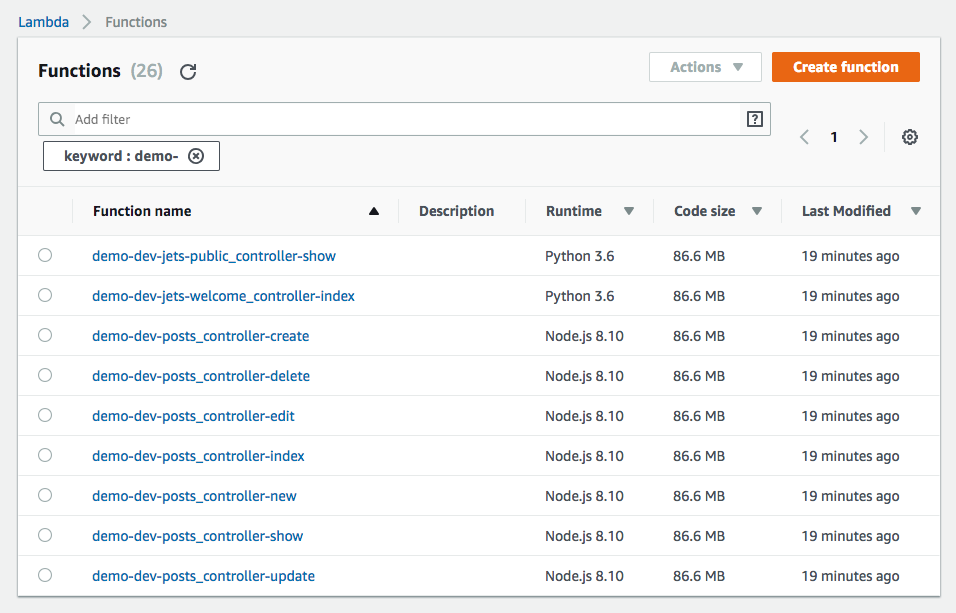 Lambda > Functions
Functions (26) Actions Create function
Add filter ? 1
keyword : demo-
Function name Description Runtime Code size Last Modified
demo-dev-jets-public_controller-show Python 3.6 86.6 MB 19 minutes ago
demo-dev-jets-welcome_controller-index Python 3.6 86.6 MB 19 minutes ago
demo-dev-posts_controller-create Node.js 8.10 86.6 MB 19 minutes ago
demo-dev-posts_controller-delete Node.js 8.10 86.6 MB 19 minutes ago
demo-dev-posts_controller-edit Node.js 8.10 86.6 MB 19 minutes ago
demo-dev-posts_controller-index Node.js 8.10 86.6 MB 19 minutes ago
demo-dev-posts_controller-new Node.js 8.10 86.6 MB 19 minutes ago
demo-dev-posts_controller-show Node.js 8.10 86.6 MB 19 minutes ago
demo-dev-posts_controller-update Node.js 8.10 86.6 MB 19 minutes ago